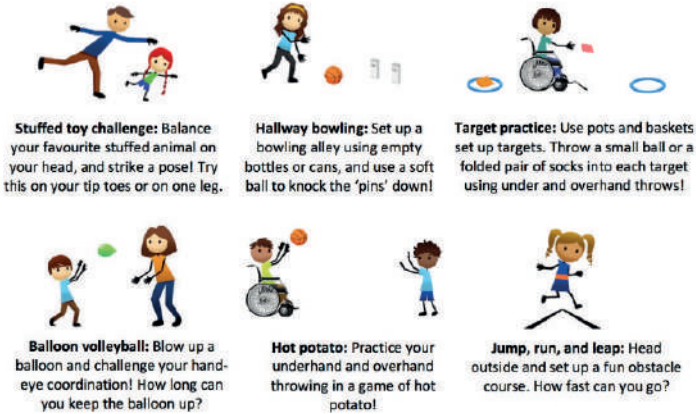 Stuffed toy challenge: Balance
your favourite stuffed animal on
your head, and strike a pose! Try
this on your tip toes or on one leg.
Hallway bowling: Set up a
bowling alley using empty
bottles or cans, and use a soft
ball to knock the ‘pins’ down!
Target practice: Use pots and baskets
set up targets. Throw a small ball or a
folded pair of socks into each target
using under and overhand throws!
Balloon volleyball: Blow up a
balloon and challenge your hand-
eye coordination! How long can
you keep the balloon up?
Hot potato: Practice your
underhand and overhand
throwing in a game of hot
potato!
Jump, run, and leap: Head
outside and set up a fun obstacle
course. How fast can you go?